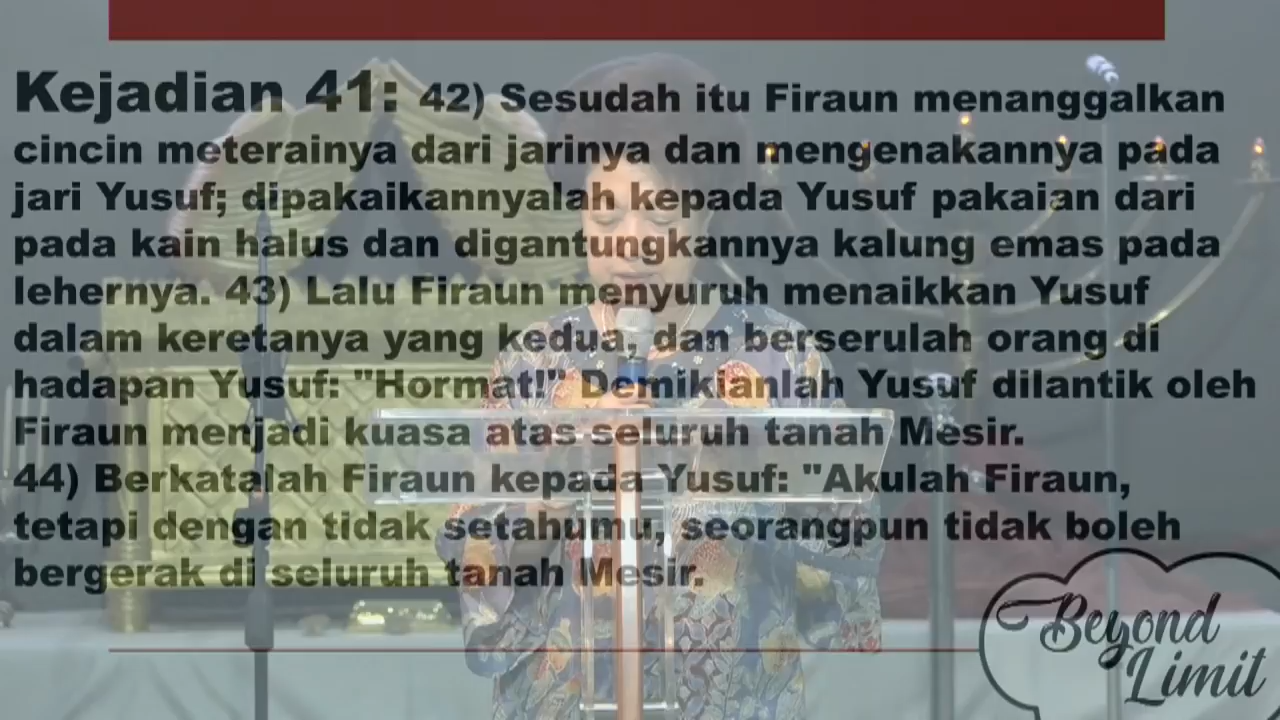 Kejadian 41: 42) Sesudah itu Firaun menanggalkan
cincin meterainya dari jarinya dan mengenakannya pada
jari Yusuf; dipakaikannyalah kepada Yusuf pakaian dari
pada kain halus dan digantungkannya kalung emas pada
lehernya. 43) Lalu Firaun menyuruh menaikkan Yusuf
dalam keretanya yang kedua, dan berserulah orang di
hadapan Yusuf: "Hormat!" Demikianlah Yusuf dilantik oleh
Firaun menjadi kuasa atas seluruh tanah Mesir.
44) Berkatalah Firaun kepada Yusuf: "Akulah Firaun,
tetapi dengan tidak setahumu, seorangpun tidak boleh
bergerak di seluruh tanah Mesir.
Beyond
Limit